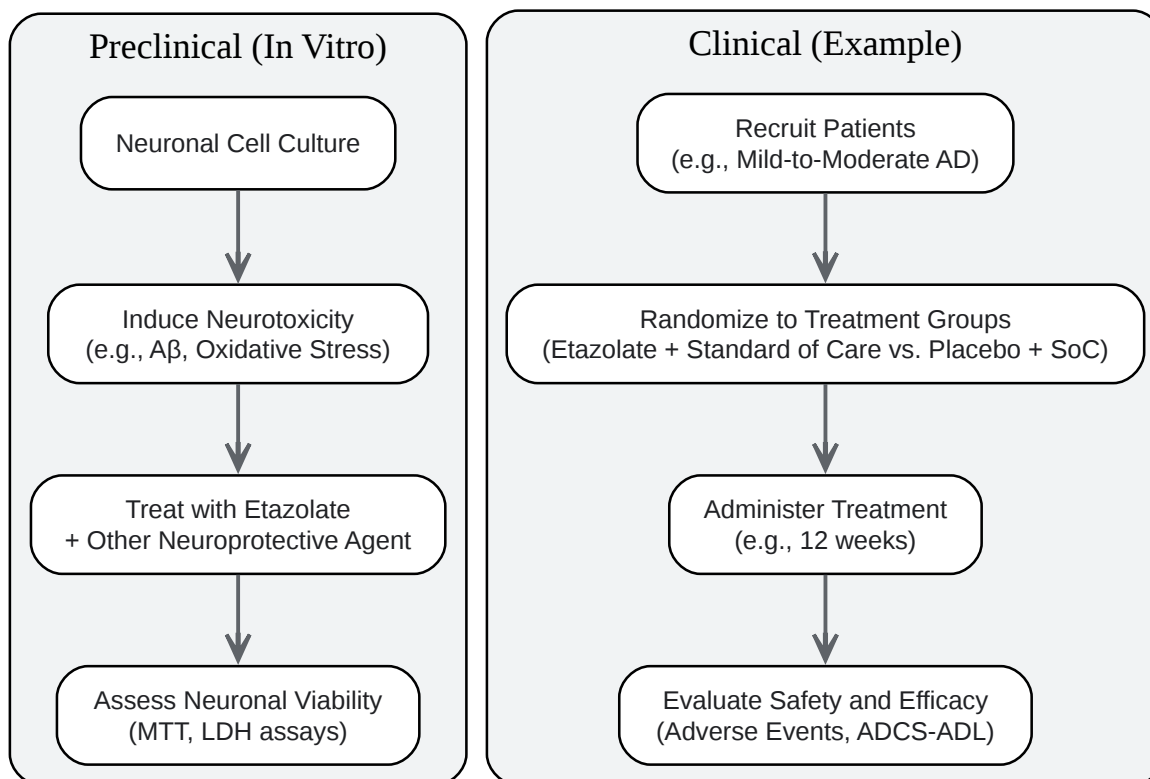 Preclinical (In Vitro)
Neuronal Cell Culture
Induce Neurotoxicity
(e.g., Aβ, Oxidative Stress)
Treat with Etazolate
+ Other Neuroprotective Agent
Assess Neuronal Viability
(MTT, LDH assays)
Clinical (Example)
Recruit Patients
(e.g., Mild-to-Moderate AD)
Randomize to Treatment Groups
(Etazolate + Standard of Care vs. Placebo + SoC)
Administer Treatment
(e.g., 12 weeks)
Evaluate Safety and Efficacy
(Adverse Events, ADCS-ADL)